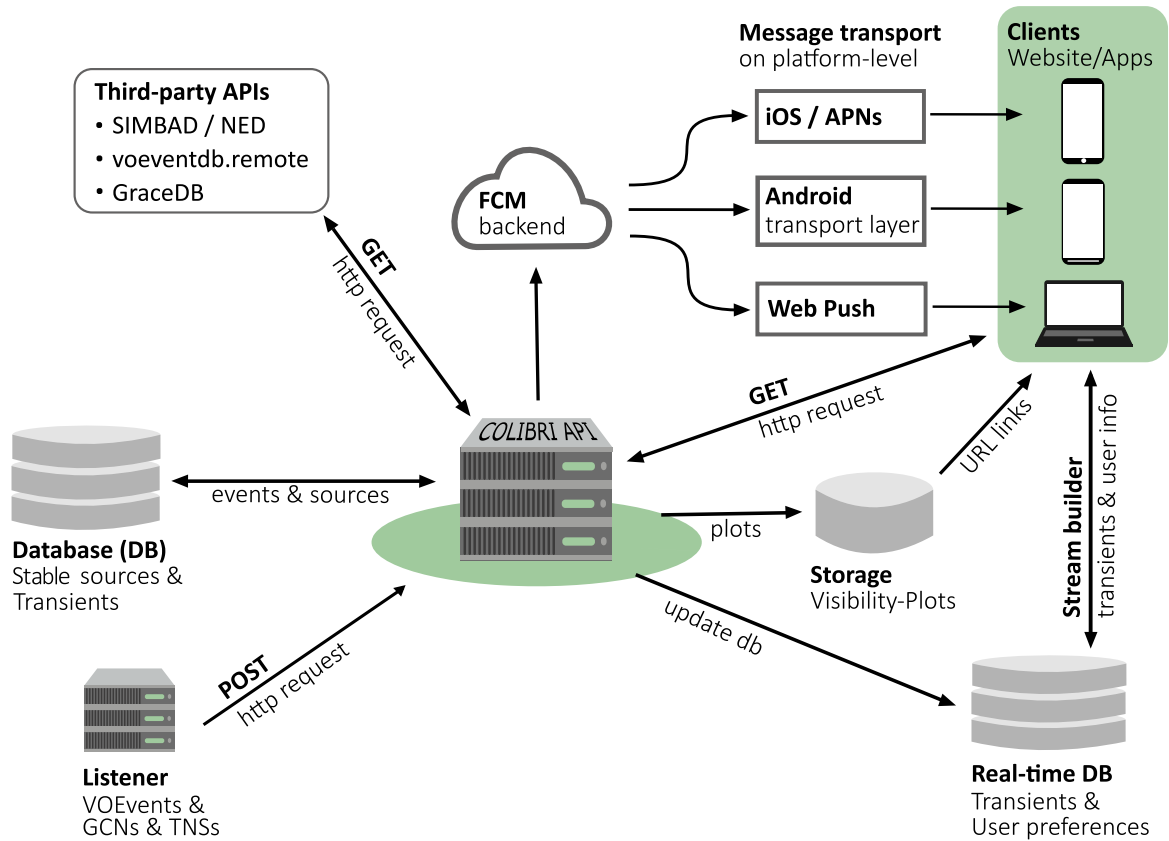 Message transport
on platform-level
Clients
Website/Apps
Third-party APIs
• SIMBAD / NED
• voeventdb.remote
• GraceDB
iOS / APNs
FCM
backend
Android
transport layer
Web Push
GET
http request
GET
http request
COLIBRI API
URL links
Stream builder
transients & user info
events & sources
plots
Database (DB)
Stable sources &
Transients
Storage
Visibility-Plots
update db
POST
http request
Listener
VOEvents &
GCNs & TNSs
Real-time DB
Transients &
User preferences